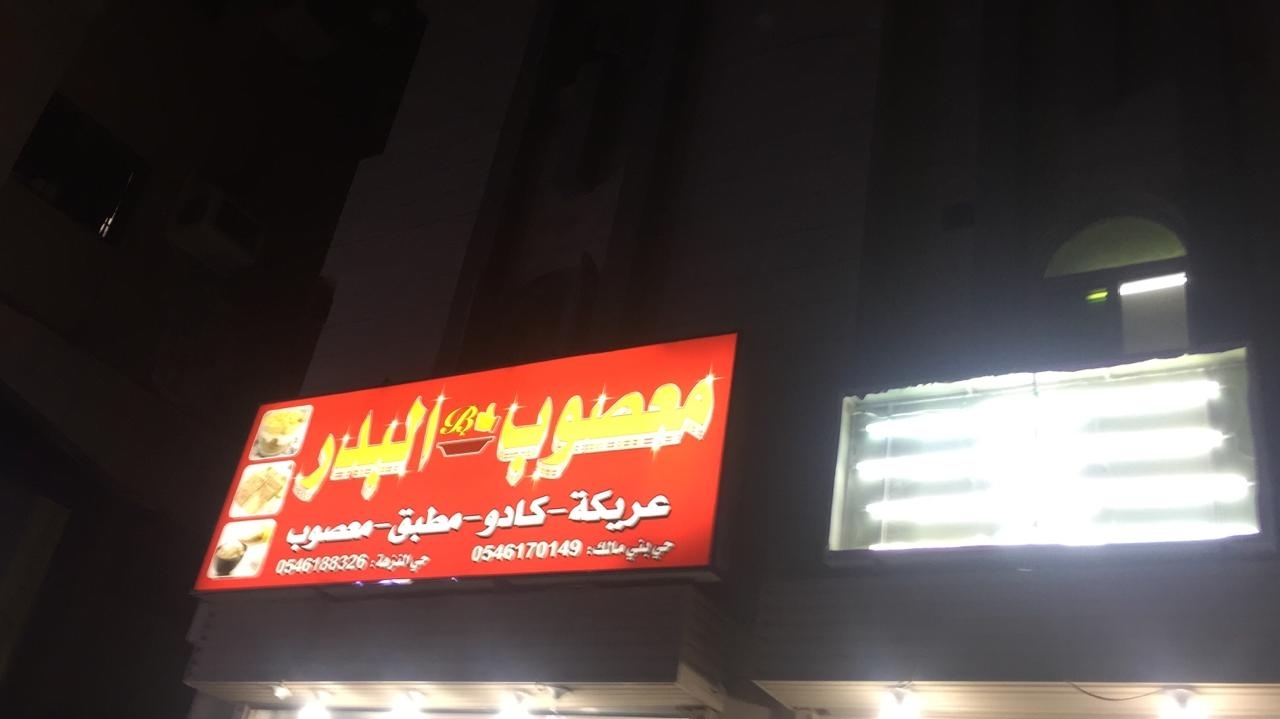 معصوب البدر
B
عريكة - كادو - مطبق - معصوب
حي بني مالك: 0546170149 حي النزهة: 0546188326